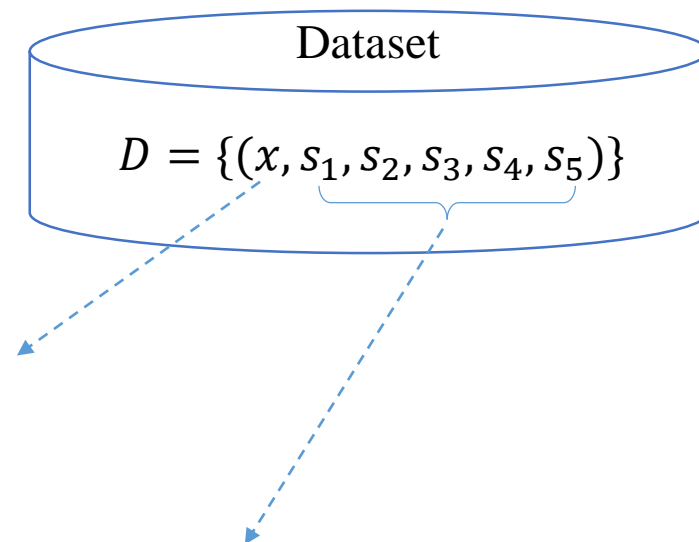 Dataset
𝐷 = {(𝑥, 𝑠₁, 𝑠₂, 𝑠₃, 𝑠₄, 𝑠₅)}